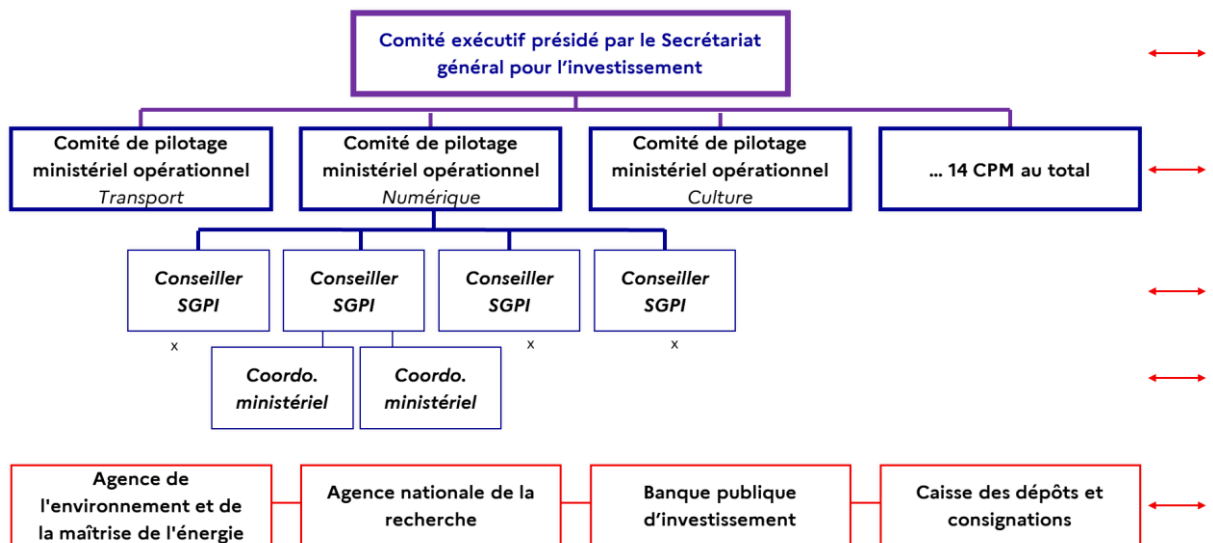 Comité exécutif présidé par le Secrétariat
général pour l’investissement
Comité de pilotage
ministériel opérationnel
Transport
Comité de pilotage
ministériel opérationnel
Numérique
Comité de pilotage
ministériel opérationnel
Culture
... 14 CPM au total
Conseiller
SGPI
Conseiller
SGPI
Conseiller
SGPI
Conseiller
SGPI
x
x
x
Coordo.
ministériel
Coordo.
ministériel
Agence de
l'environnement et de
la maîtrise de l'énergie
Agence nationale de la
recherche
Banque publique
d’investissement
Caisse des dépôts et
consignations